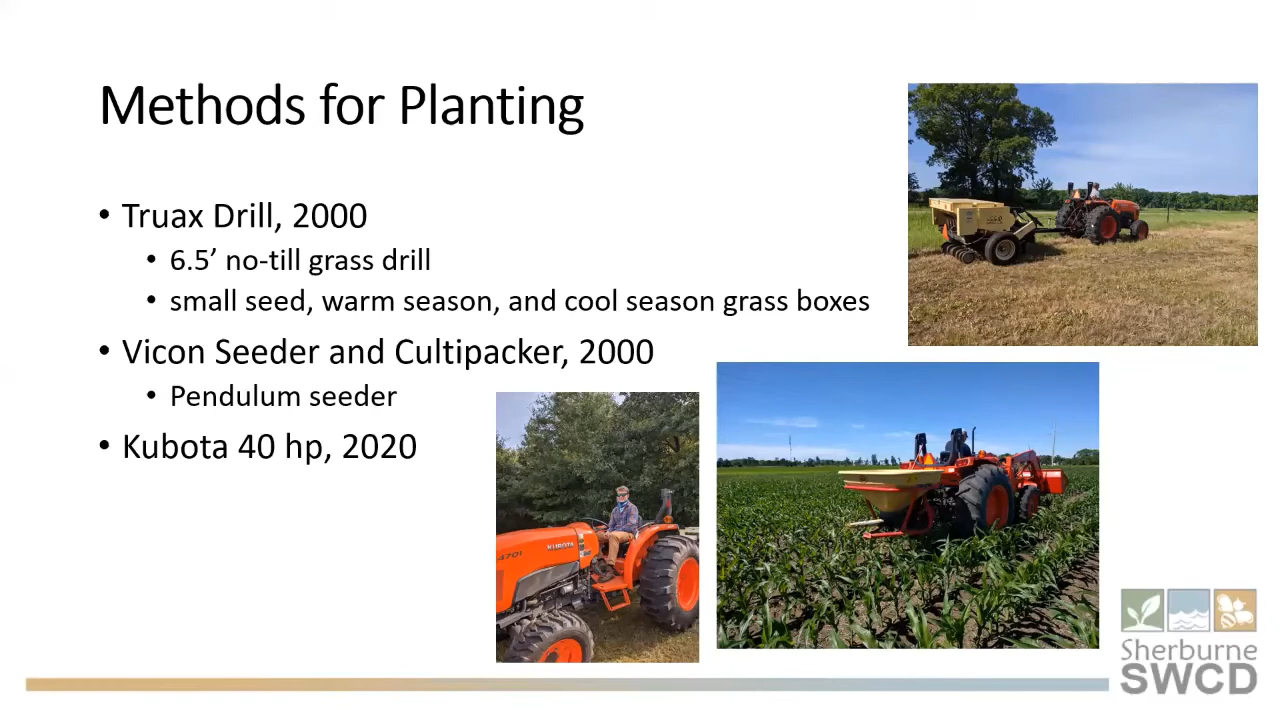 Methods for Planting
• Truax Drill, 2000
• 6.5’ no-till grass drill
• small seed, warm season, and cool season grass boxes
• Vicon Seeder and Cultipacker, 2000
• Pendulum seeder
• Kubota 40 hp, 2020
KUBOTA
4701
Sherburne
SWCD